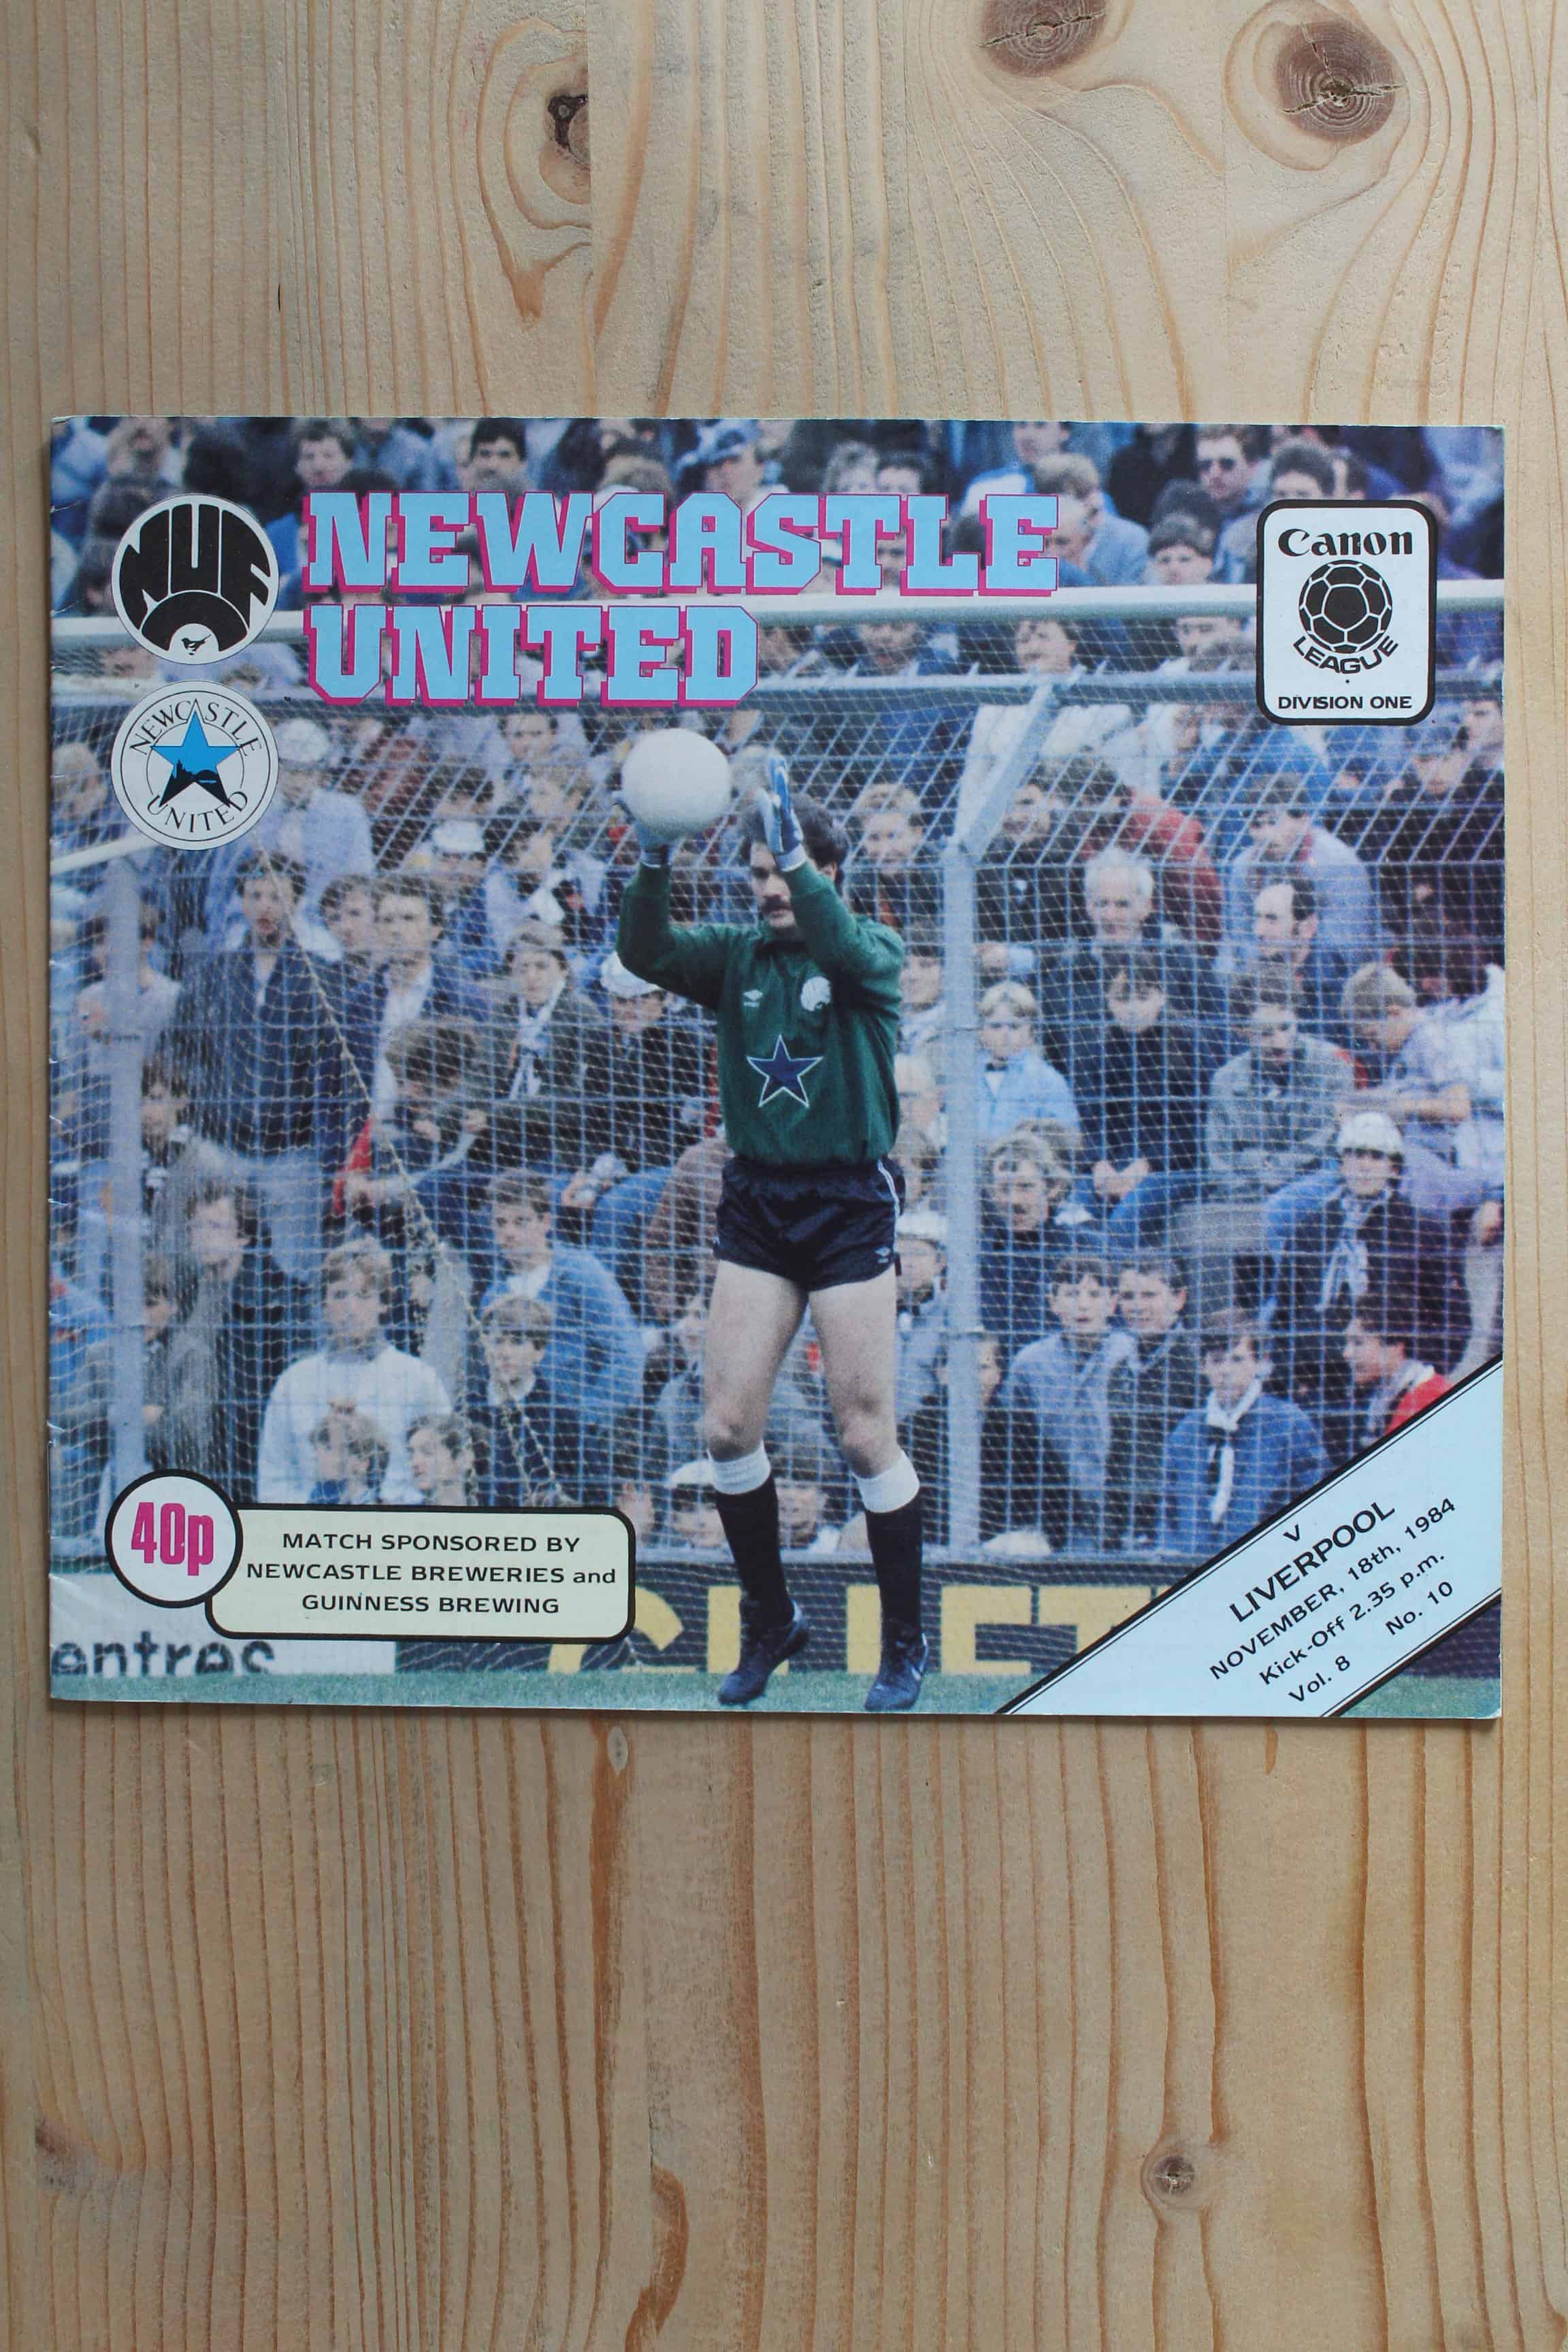 NUF
NEWCASTLE
UNITED
Canon
LEAGUE
DIVISION ONE
NEWCASTLE
UNITED
40p
MATCH SPONSORED BY
NEWCASTLE BREWERIES and
GUINNESS BREWING
entres
V
LIVERPOOL
NOVEMBER, 18th, 1984
Kick-Off 2.35 p.m.
Vol. 8 No. 10